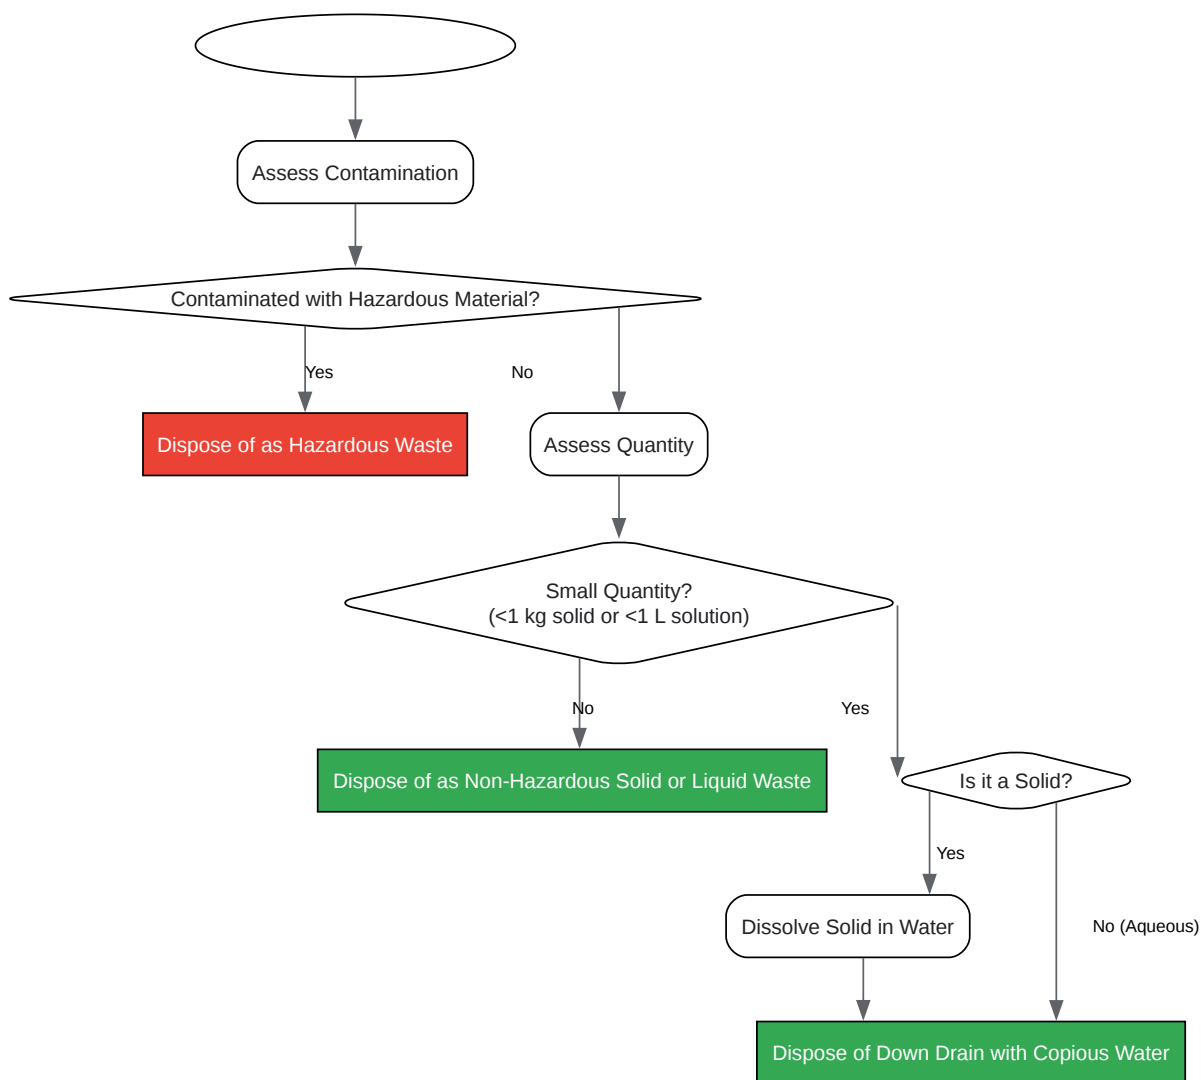 Assess Contamination
Contaminated with Hazardous Material?
Yes
No
Dispose of as Hazardous Waste
Assess Quantity
Small Quantity?
(<1 kg solid or <1 L solution)
No
Yes
Dispose of as Non-Hazardous Solid or Liquid Waste
Is it a Solid?
Yes
Dissolve Solid in Water
No (Aqueous)
Dispose of Down Drain with Copious Water